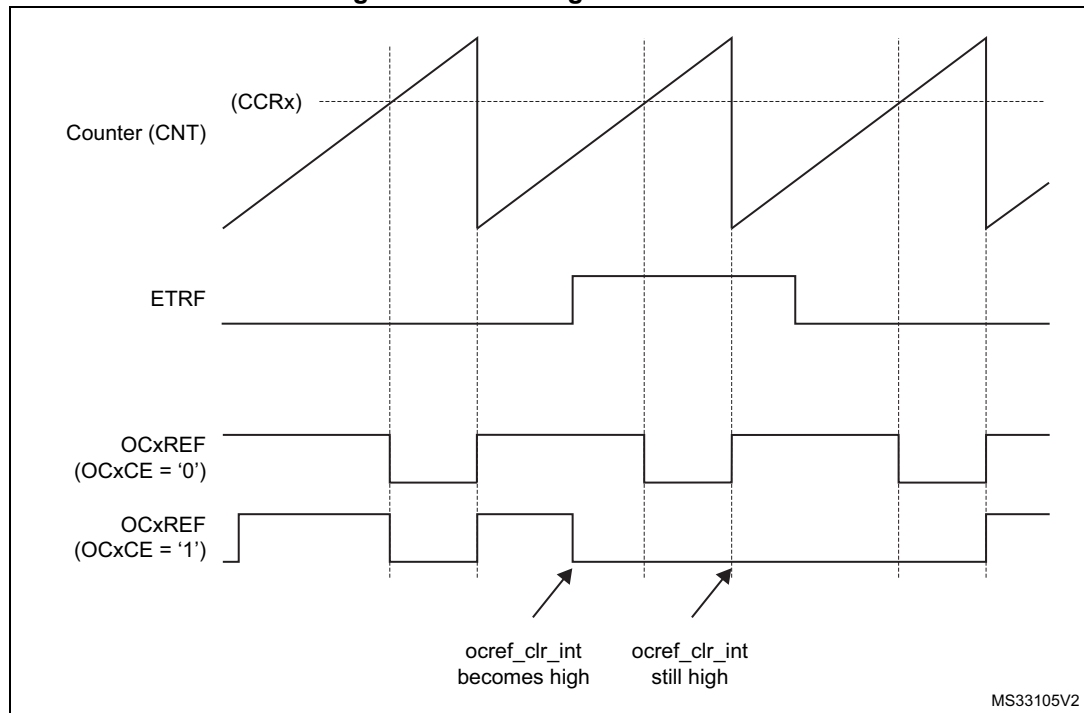 (CCRx)
Counter (CNT)
ETRF
OCxREF
(OCxCE = ‘0’)
OCxREF
(OCxCE = ‘1’)
ocref_clr_int
becomes high
ocref_clr_int
still high
MS33105V2